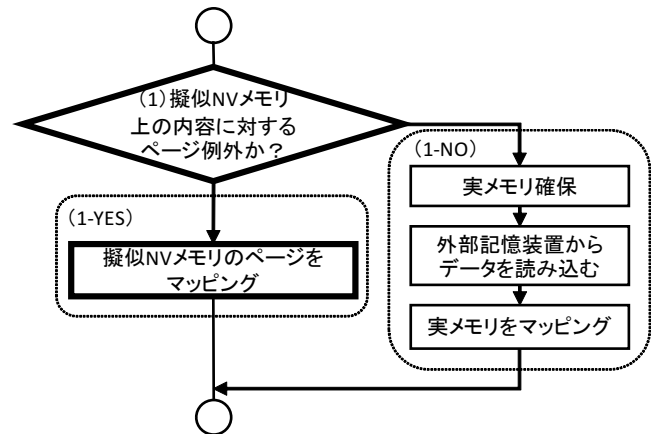 (1)擬似NVメモリ
上の内容に対する
ページ例外か？
(1-YES)
擬似NVメモリのページを
マッピング
(1-NO)
実メモリ確保
外部記憶装置から
データを読み込む
実メモリをマッピング